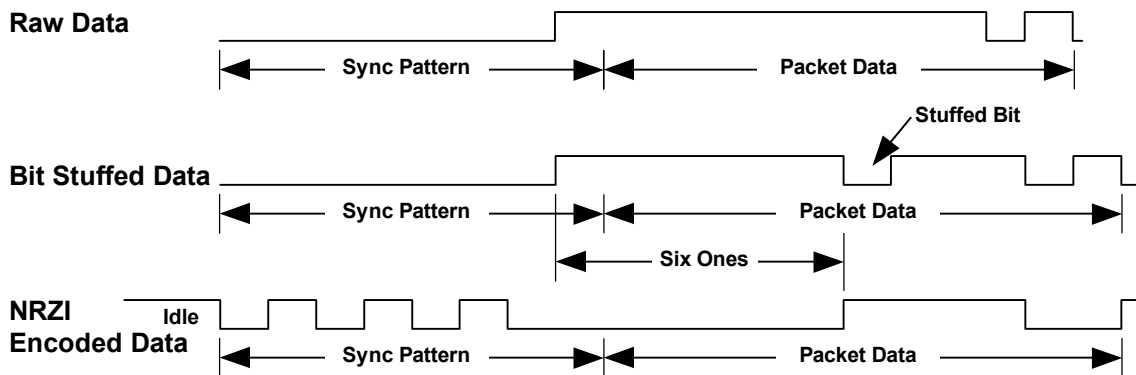 Raw Data
Sync Pattern
Packet Data
Stuffed Bit
Bit Stuffed Data
Sync Pattern
Packet Data
Six Ones
NRZI
Idle
Encoded Data
Sync Pattern
Packet Data